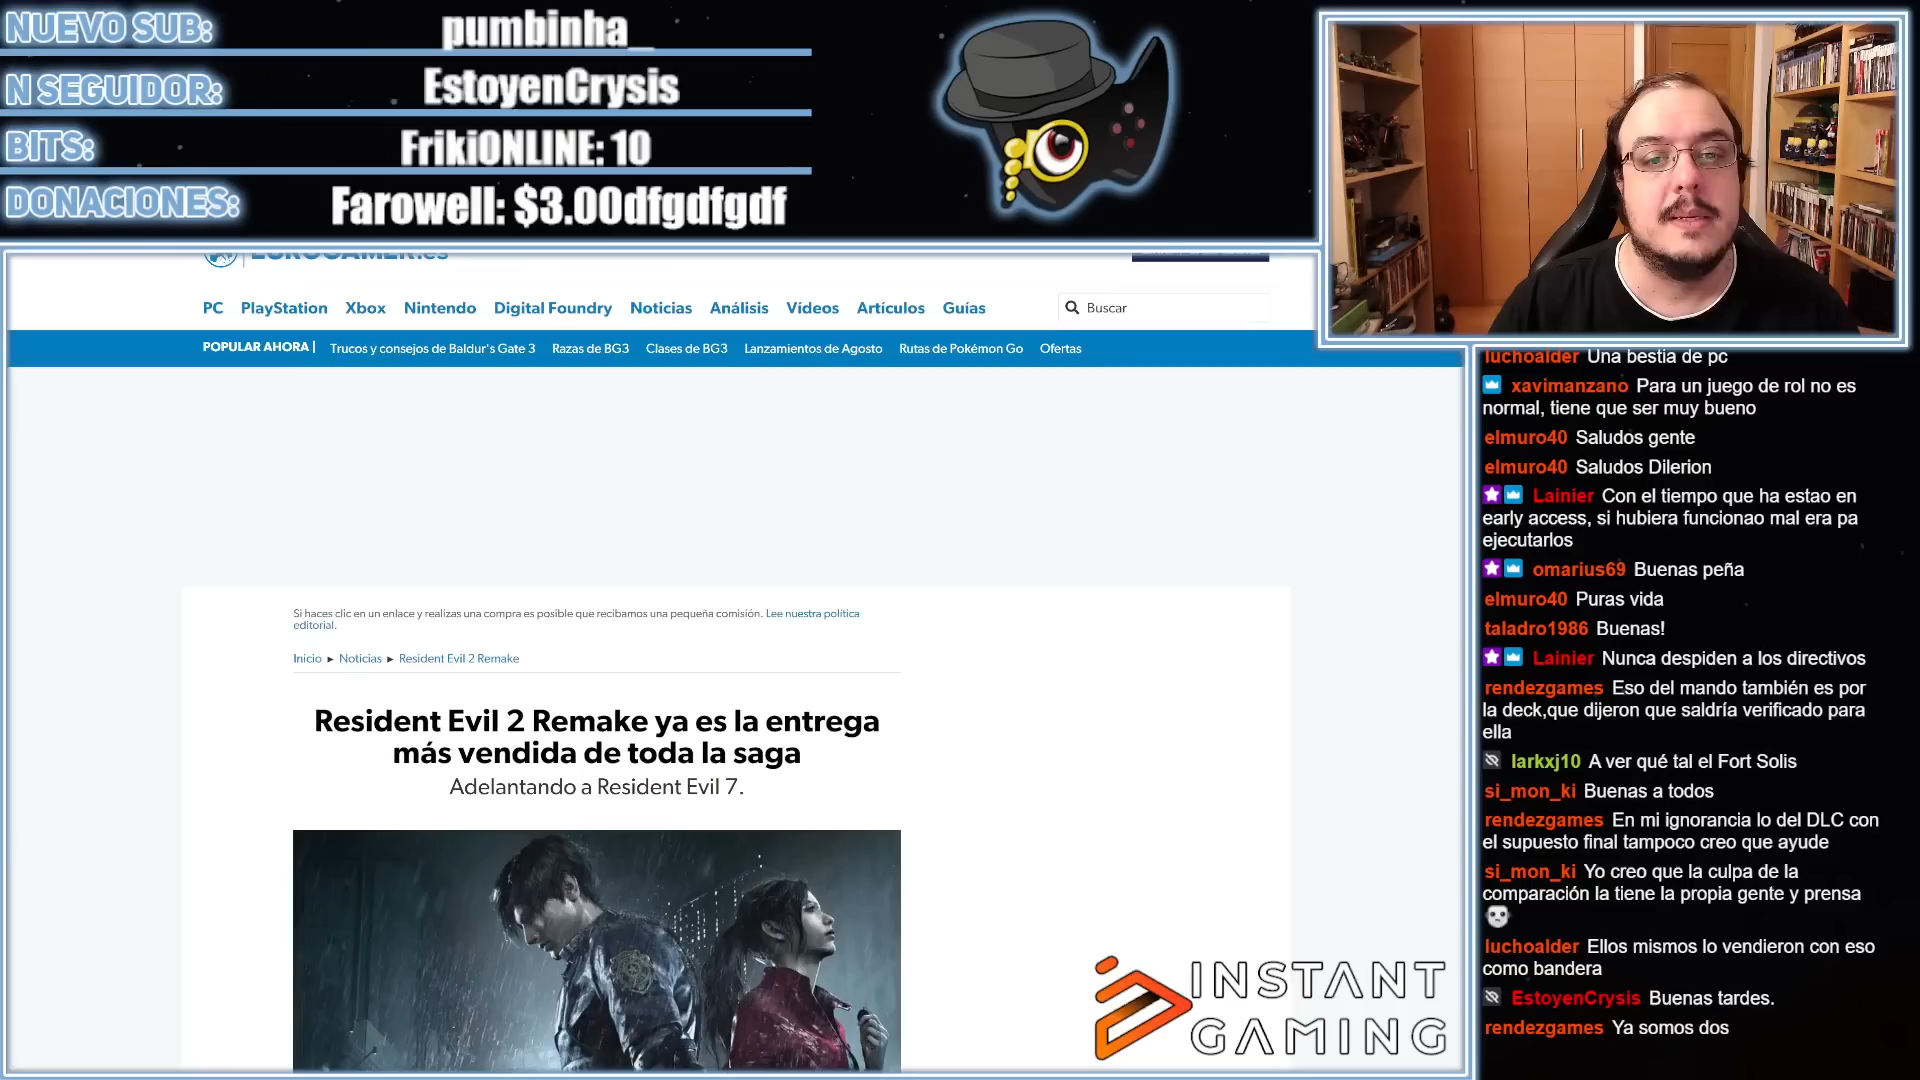 NUEVO SUB:
pumbinha_
N SEGUIDOR:
EstoyenCrysis
BITS:
FrikiONLINE: 10
DONACIONES:
Farowell: $3.00dfgdfgdf
EUROGAMER.es
PC PlayStation Xbox Nintendo Digital Foundry Noticias Análisis Vídeos Artículos Guías
Buscar
POPULAR AHORA | Trucos y consejos de Baldur's Gate 3 Razas de BG3 Clases de BG3 Lanzamientos de Agosto Rutas de Pokémon Go Ofertas
Si haces clic en un enlace y realizas una compra es posible que recibamos una pequeña comisión. Lee nuestra política
editorial.
Inicio ► Noticias ► Resident Evil 2 Remake
Resident Evil 2 Remake ya es la entrega
más vendida de toda la saga
Adelantando a Resident Evil 7.
INSTANT
GAMING
luchoalder Una bestia de pc
xavimanzano Para un juego de rol no es
normal, tiene que ser muy bueno
elmuro40 Saludos gente
elmuro40 Saludos Dilerion
Lainier Con el tiempo que ha estao en
early access, si hubiera funcionao mal era pa
ejecutarlos
omarius69 Buenas peña
elmuro40 Puras vida
taladro1986 Buenas!
Lainier Nunca despiden a los directivos
rendezgames Eso del mando también es por
la deck,que dijeron que saldría verificado para
ella
larkxj10 A ver qué tal el Fort Solis
si_mon_ki Buenas a todos
rendezgames En mi ignorancia lo del DLC con
el supuesto final tampoco creo que ayude
si_mon_ki Yo creo que la culpa de la
comparación la tiene la propia gente y prensa
luchoalder Ellos mismos lo vendieron con eso
como bandera
EstoyenCrysis Buenas tardes.
rendezgames Ya somos dos